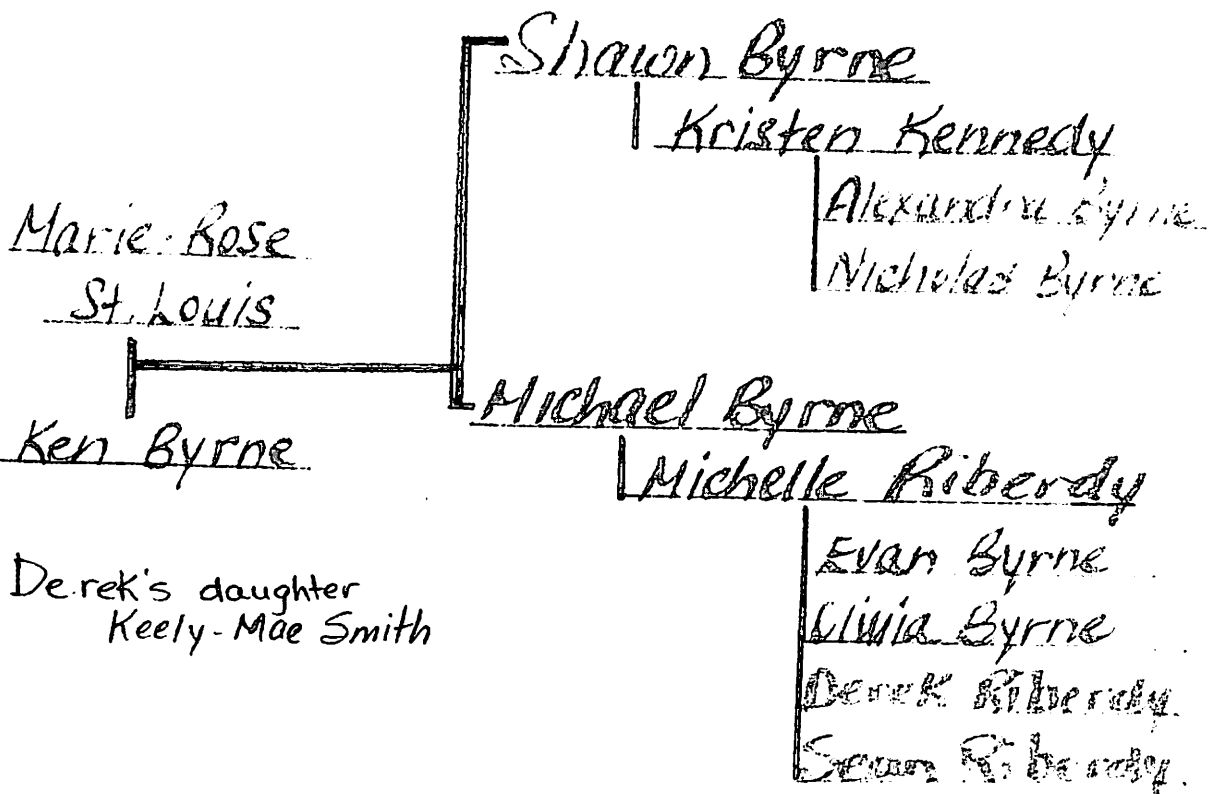 Shawn Byrne
Kristen Kennedy
Alexandra Byrne
Nicholas Byrne
Marie-Rose
St. Louis
Ken Byrne
Michael Byrne
Michelle Riberdy
Evan Byrne
Olivia Byrne
Derek Riberdy
Sean Riberdy
Derek's daughter
Keely-Mae Smith